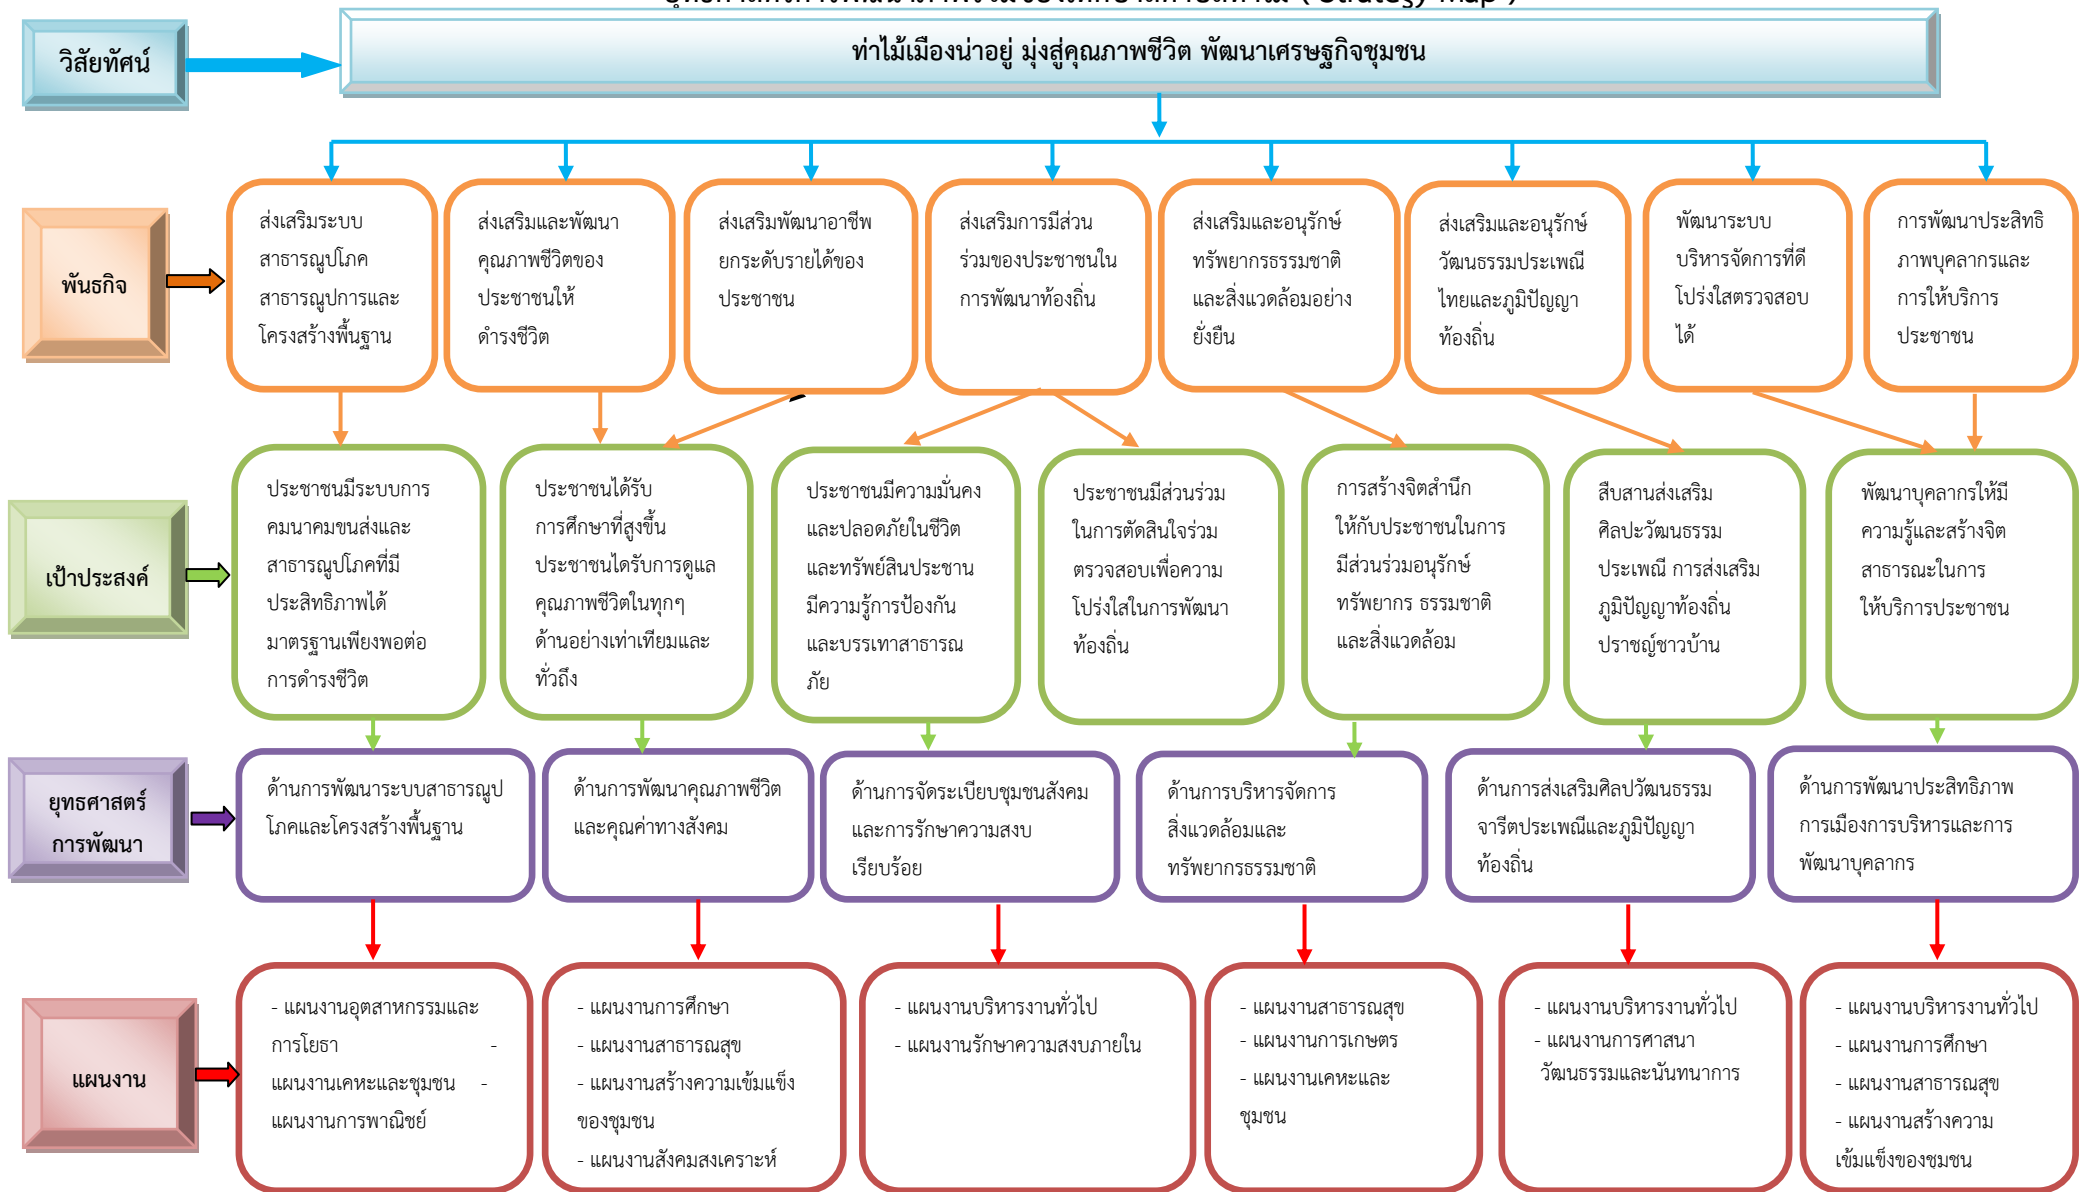 ( Strategy Map )
วิสัยทัศน์
ท่าไม้เมืองน่าอยู่ มุ่งสู่คุณภาพชีวิต พัฒนาเศรษฐกิจชุมชน
พันธกิจ
ส่งเสริมระบบ
สาธารณูปโภค
สาธารณูปการและ
โครงสร้างพื้นฐาน
ส่งเสริมและพัฒนา
คุณภาพชีวิตของ
ประชาชนให้
ดำรงชีวิต
ส่งเสริมพัฒนาอาชีพ
ยกระดับรายได้ของ
ประชาชน
ส่งเสริมการมีส่วน
ร่วมของประชาชนใน
การพัฒนาท้องถิ่น
ส่งเสริมและอนุรักษ์
ทรัพยากรธรรมชาติ
และสิ่งแวดล้อมอย่าง
ยั่งยืน
ส่งเสริมและอนุรักษ์
วัฒนธรรมประเพณี
ไทยและภูมิปัญญา
ท้องถิ่น
พัฒนาระบบ
บริหารจัดการที่ดี
โปร่งใสตรวจสอบ
ได้
การพัฒนาประสิทธิ
ภาพบุคลากรและ
การให้บริการ
ประชาชน
เป้าประสงค์
ประชาชนมีระบบการ
คมนาคมขนส่งและ
สาธารณูปโภคที่มี
ประสิทธิภาพได้
มาตรฐานเพียงพอต่อ
การดำรงชีวิต
ประชาชนได้รับ
การศึกษาที่สูงขึ้น
ประชาชนไดรับการดูแล
คุณภาพชีวิตในทุกๆ
ด้านอย่างเท่าเทียมและ
ทั่วถึง
ประชาชนมีความมั่นคง
และปลอดภัยในชีวิต
และทรัพย์สินประชาน
มีความรู้การป้องกัน
และบรรเทาสาธารณ
ภัย
ประชาชนมีส่วนร่วม
ในการตัดสินใจร่วม
ตรวจสอบเพื่อความ
โปร่งใสในการพัฒนา
ท้องถิ่น
การสร้างจิตสำนึก
ให้กับประชาชนในการ
มีส่วนร่วมอนุรักษ์
ทรัพยากร ธรรมชาติ
และสิ่งแวดล้อม
สืบสานส่งเสริม
ศิลปะวัฒนธรรม
ประเพณี การส่งเสริม
ภูมิปัญญาท้องถิ่น
ปราชญ์ชาวบ้าน
พัฒนาบุคลากรให้มี
ความรู้และสร้างจิต
สาธารณะในการ
ให้บริการประชาชน
ยุทธศาสตร์
การพัฒนา
ด้านการพัฒนาระบบสาธารณูป
โภคและโครงสร้างพื้นฐาน
ด้านการพัฒนาคุณภาพชีวิต
และคุณค่าทางสังคม
ด้านการจัดระเบียบชุมชนสังคม
และการรักษาความสงบ
เรียบร้อย
ด้านการบริหารจัดการ
สิ่งแวดล้อมและ
ทรัพยากรธรรมชาติ
ด้านการส่งเสริมศิลปวัฒนธรรม
จารีตประเพณีและภูมิปัญญา
ท้องถิ่น
ด้านการพัฒนาประสิทธิภาพ
การเมืองการบริหารและการ
พัฒนาบุคลากร
แผนงาน
- แผนงานอุตสาหกรรมและ
การโยธา -
แผนงานเคหะและชุมชน -
แผนงานการพาณิชย์
- แผนงานการศึกษา
- แผนงานสาธารณสุข
- แผนงานสร้างความเข้มแข็ง
ของชุมชน
- แผนงานสังคมสงเคราะห์
- แผนงานบริหารงานทั่วไป
- แผนงานรักษาความสงบภายใน
- แผนงานสาธารณสุข
- แผนงานการเกษตร
- แผนงานเคหะและ
ชุมชน
- แผนงานบริหารงานทั่วไป
- แผนงานการศาสนา
วัฒนธรรมและนันทนาการ
- แผนงานบริหารงานทั่วไป
- แผนงานการศึกษา
- แผนงานสาธารณสุข
- แผนงานสร้างความ
เข้มแข็งของชุมชน